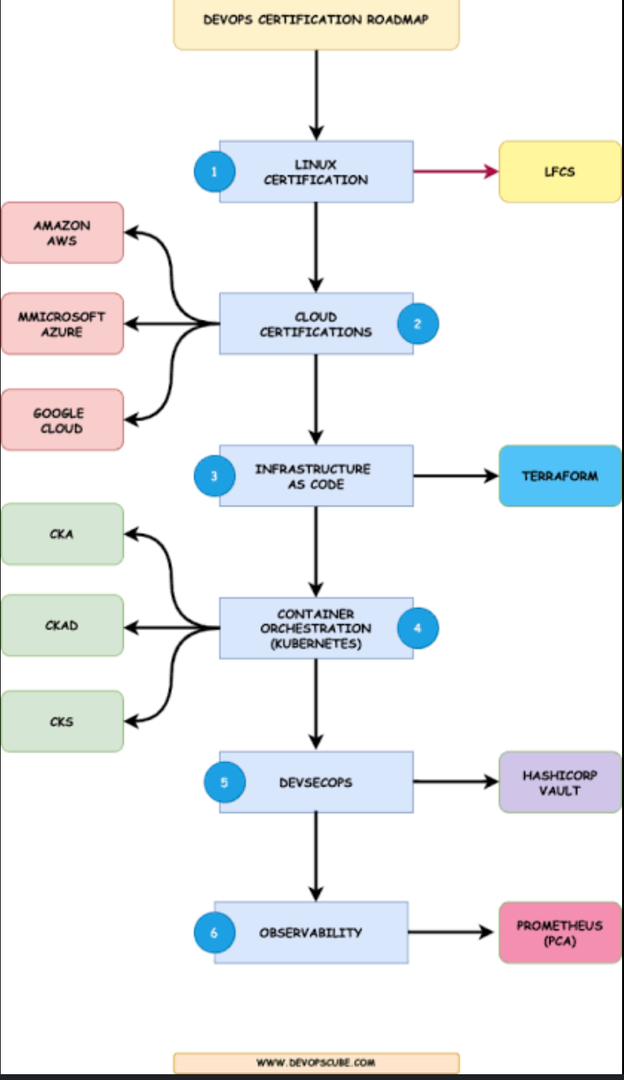 DEVOPS CERTIFICATION ROADMAP
1
LINUX
CERTIFICATION
LFCS
AMAZON
AWS
MMICROSOFT
AZURE
GOOGLE
CLOUD
CLOUD
CERTIFICATIONS
2
3
INFRASTRUCTURE
AS CODE
TERRAFORM
CKA
CKAD
CKS
CONTAINER
ORCHESTRATION
(KUBERNETES)
4
5
DEVSECOPS
HASHICORP
VAULT
6
OBSERVABILITY
PROMETHEUS
(PCA)
WWW.DEVOPSCUBE.COM